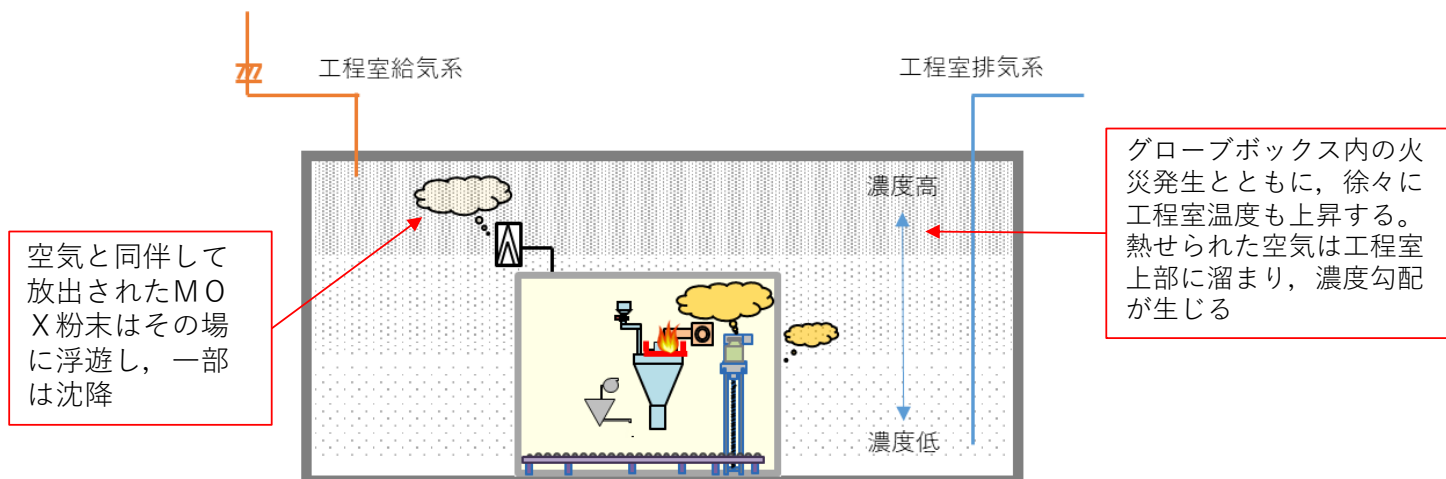 工程室給気系
工程室排気系
空気と同伴して
放出されたＭＯ
Ｘ粉末はその場
に浮遊し，一部
は沈降
濃度高
濃度低
グローブボックス内の火
災発生とともに，徐々に
工程室温度も上昇する。
熱せられた空気は工程室
上部に溜まり，濃度勾配
が生じる